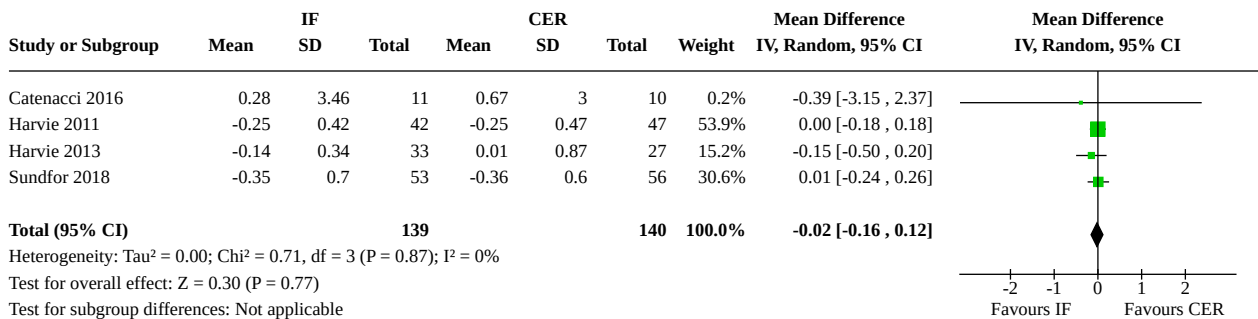 IF CER Mean Difference Mean Difference
Study or Subgroup Mean SD Total Mean SD Total Weight IV, Random, 95% CI IV, Random, 95% CI
Catenacci 2016 0.28 3.46 11 0.67 3 10 0.2% -0.39 [-3.15 , 2.37]
Harvie 2011 -0.25 0.42 42 -0.25 0.47 47 53.9% 0.00 [-0.18 , 0.18]
Harvie 2013 -0.14 0.34 33 0.01 0.87 27 15.2% -0.15 [-0.50 , 0.20]
Sundfor 2018 -0.35 0.7 53 -0.36 0.6 56 30.6% 0.01 [-0.24 , 0.26]
Total (95% CI) 139 140 100.0% -0.02 [-0.16 , 0.12]
Heterogeneity: Tau² = 0.00; Chi² = 0.71, df = 3 (P = 0.87); I² = 0%
Test for overall effect: Z = 0.30 (P = 0.77)
-2 -1 0 1 2
Test for subgroup differences: Not applicable
Favours IF Favours CER